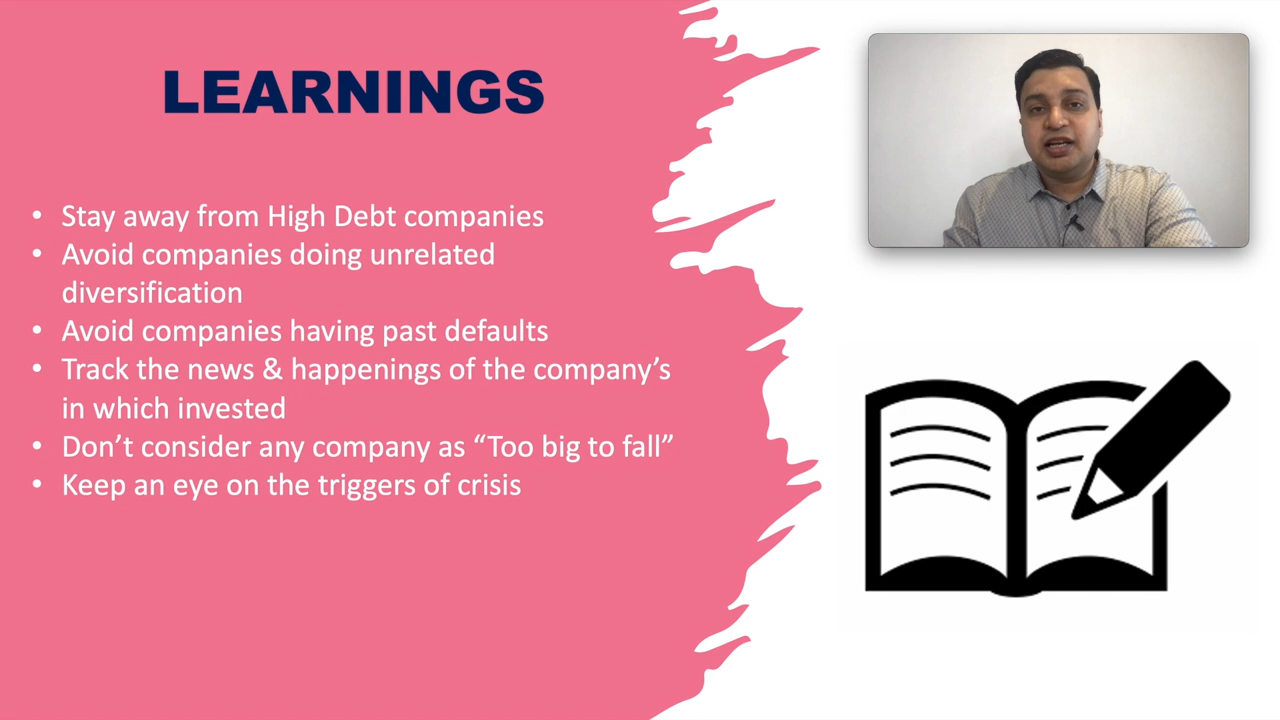 LEARNINGS
• Stay away from High Debt companies
• Avoid companies doing unrelated
diversification
• Avoid companies having past defaults
• Track the news & happenings of the company’s
in which invested
• Don’t consider any company as “Too big to fall”
• Keep an eye on the triggers of crisis